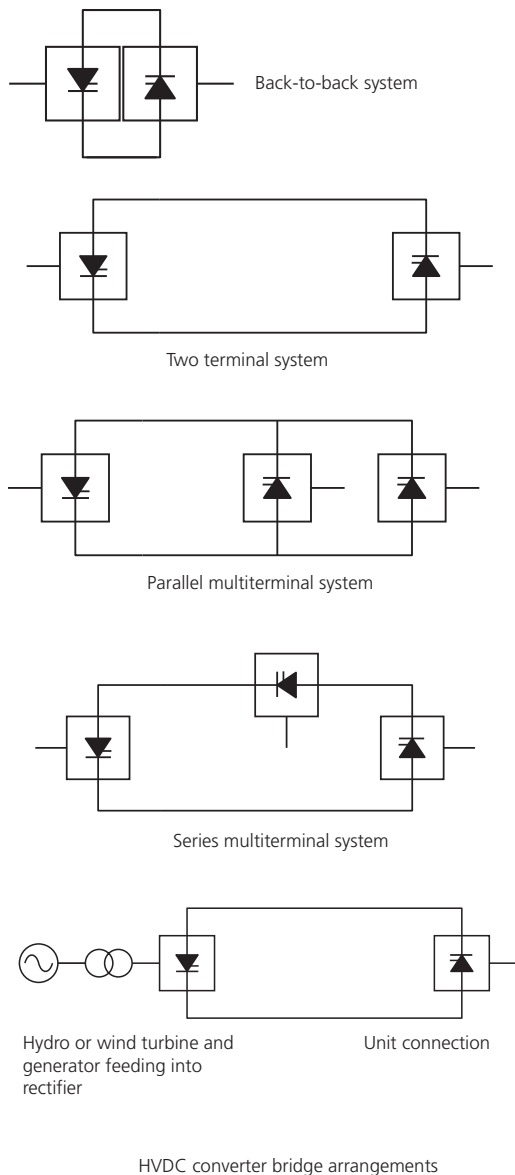 Back-to-back system
Two terminal system
Parallel multiterminal system
Series multiterminal system
Hydro or wind turbine and
generator feeding into
rectifier
Unit connection
HVDC converter bridge arrangements